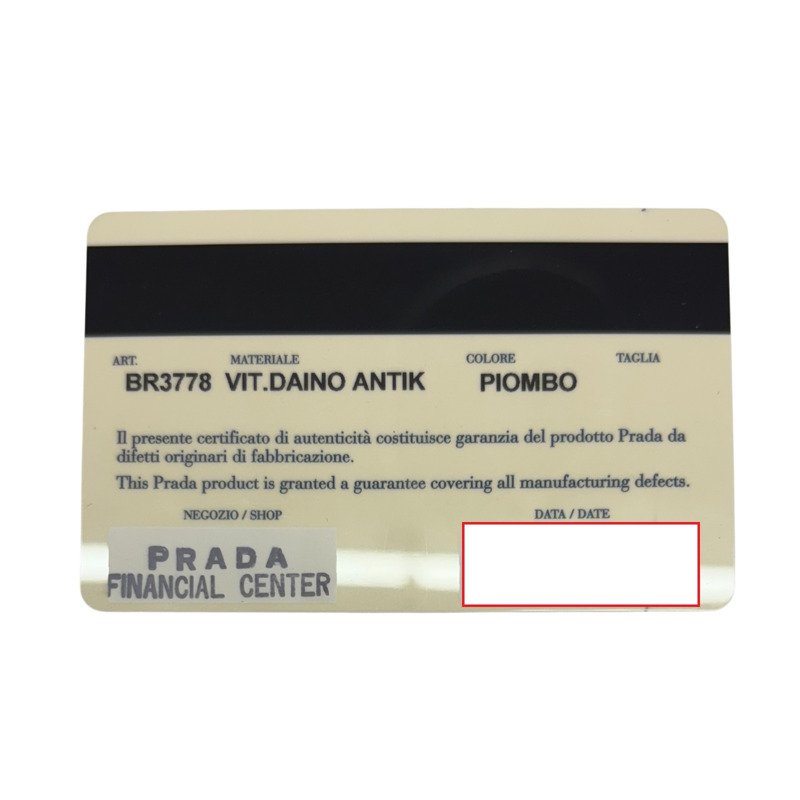 ART. MATERIALE COLORE TAGLIA
BR3778 VIT.DAINO ANTIK PIOMBO
Il presente certificato di autenticità costituisce garanzia del prodotto Prada da
difetti originari di fabbricazione.
This Prada product is granted a guarantee covering all manufacturing defects.
NEGOZIO / SHOP DATA / DATE
PRADA
FINANCIAL CENTER